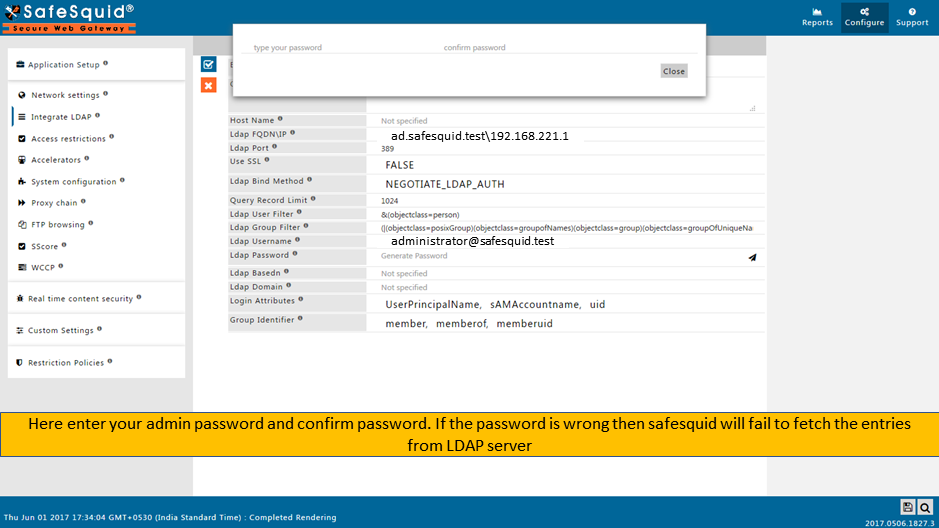 SafeSquid®
Secure Web Gateway
Reports
Configure
Support
type your password
confirm password
Close
Application Setup
Network settings
Integrate LDAP
Access restrictions
Accelerators
System configuration
Proxy chain
FTP browsing
SScore
WCCP
Real time content security
Custom Settings
Restriction Policies
Host Name Not specified
Ldap FQDN\IP ad.safesquid.test\192.168.221.1
Ldap Port 389
Use SSL FALSE
Ldap Bind Method NEGOTIATE_LDAP_AUTH
Query Record Limit 1024
Ldap User Filter &(objectclass=person)
Ldap Group Filter (|(objectclass=posixGroup)(objectclass=groupofNames)(objectclass=group)(objectclass=groupOfUniqueNa
Ldap Username administrator@safesquid.test
Ldap Password Generate Password
Ldap Basedn Not specified
Ldap Domain Not specified
Login Attributes UserPrincipalName, sAMAccountname, uid
Group Identifier member, memberof, memberuid
Here enter your admin password and confirm password. If the password is wrong then safesquid will fail to fetch the entries
from LDAP server
Thu Jun 01 2017 17:34:04 GMT+0530 (India Standard Time) : Completed Rendering
2017.0506.1827.3